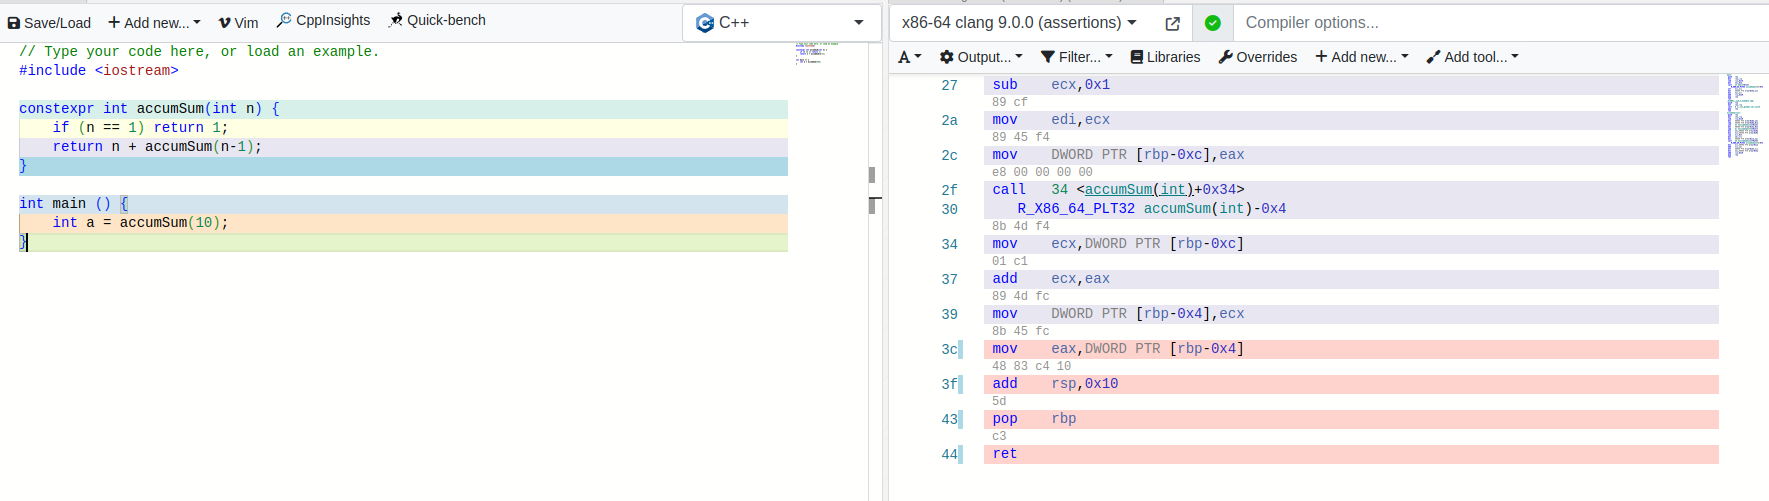 Save/Load + Add new... Vim CppInsights Quick-bench C++
// Type your code here, or load an example.
#include <iostream>
constexpr int accumSum(int n) {
    if (n == 1) return 1;
    return n + accumSum(n-1);
}
int main () {
    int a = accumSum(10);
}
x86-64 clang 9.0.0 (assertions) Compiler options...
A Output... Filter... Libraries Overrides + Add new... Add tool...
27 sub ecx,0x1
89 cf
2a mov edi,ecx
89 45 f4
2c mov DWORD PTR [rbp-0xc],eax
e8 00 00 00 00
2f call 34 <accumSum(int)+0x34>
30 R_X86_64_PLT32 accumSum(int)-0x4
8b 4d f4
34 mov ecx,DWORD PTR [rbp-0xc]
01 c1
37 add ecx,eax
89 4d fc
39 mov DWORD PTR [rbp-0x4],ecx
8b 45 fc
3c mov eax,DWORD PTR [rbp-0x4]
48 83 c4 10
3f add rsp,0x10
5d
43 pop rbp
c3
44 ret